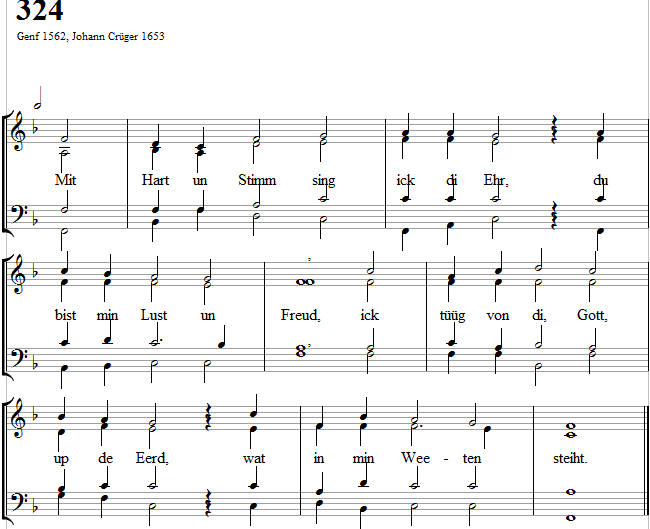 324
Genf 1562, Johann Crüger 1653
Mit Hart un Stimm sing ick di Ehr, du
bist min Lust un Freud, ick tüüg von di, Gott,
up de Eerd, wat in min Wee - ten steiht.